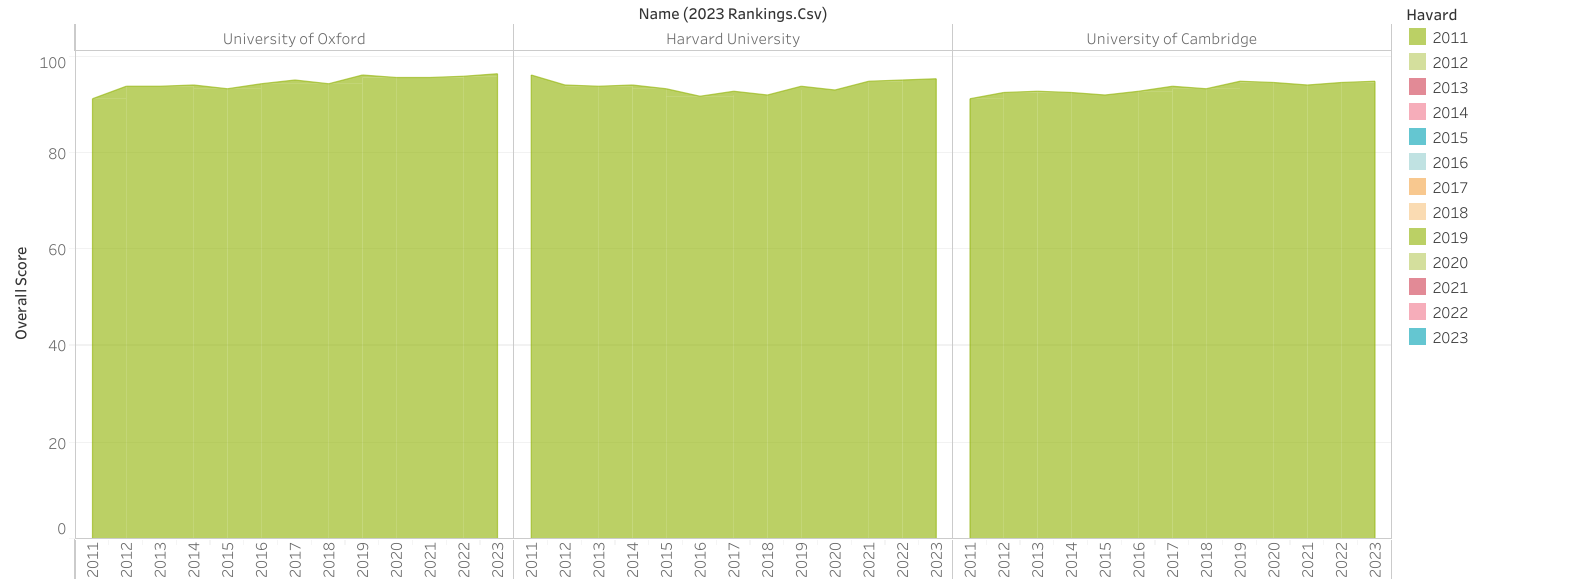 Name (2023 Rankings.Csv)
University of Oxford
Harvard University
University of Cambridge
Overall Score
100
80
60
40
20
0
2011 2012 2013 2014 2015 2016 2017 2018 2019 2020 2021 2022 2023
2011 2012 2013 2014 2015 2016 2017 2018 2019 2020 2021 2022 2023
2011 2012 2013 2014 2015 2016 2017 2018 2019 2020 2021 2022 2023
Havard
2011
2012
2013
2014
2015
2016
2017
2018
2019
2020
2021
2022
2023